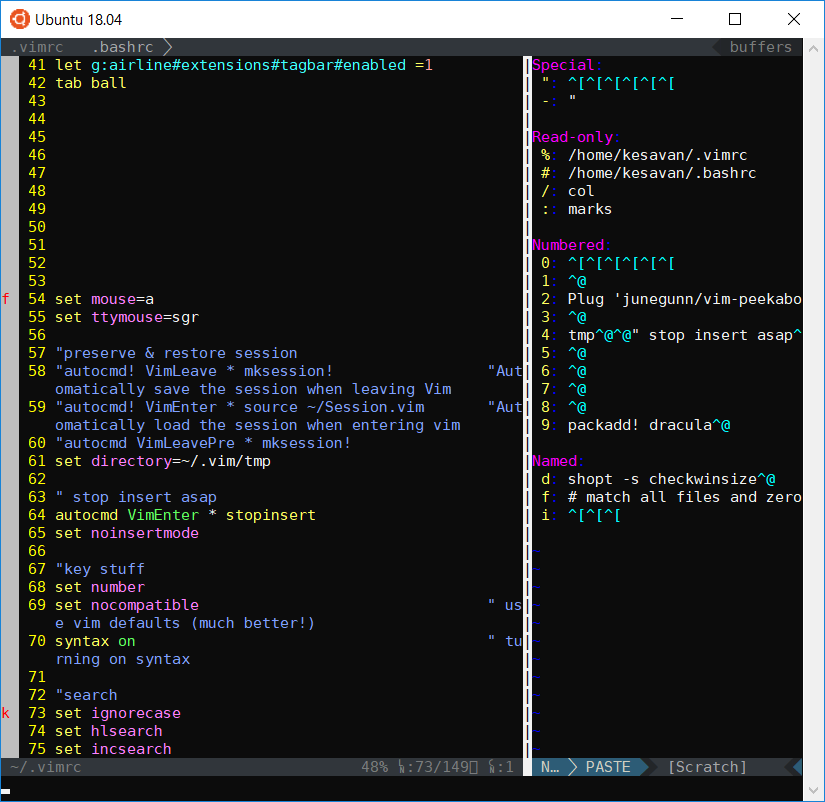 Ubuntu 18.04
.vimrc .bashrc buffers
41 let g:airline#extensions#tagbar#enabled =1
42 tab ball
43
44
45
46
47
48
49
50
51
52
53
f 54 set mouse=a
55 set ttymouse=sgr
56
57 "preserve & restore session
58 "autocmd! VimLeave * mksession! "Aut
omatically save the session when leaving Vim
59 "autocmd! VimEnter * source ~/Session.vim "Aut
omatically load the session when entering vim
60 "autocmd VimLeavePre * mksession!
61 set directory=~/.vim/tmp
62
63 " stop insert asap
64 autocmd VimEnter * stopinsert
65 set noinsertmode
66
67 "key stuff
68 set number
69 set nocompatible " us
e vim defaults (much better!)
70 syntax on " tu
rning on syntax
71
72 "search
k 73 set ignorecase
74 set hlsearch
75 set incsearch
~/.vimrc 48% :73/149 :1
Special:
": ^[^[^[^[^[^[
-: "
Read-only:
%: /home/kesavan/.vimrc
#: /home/kesavan/.bashrc
/: col
:: marks
Numbered:
0: ^[^[^[^[^[^[
1: ^@
2: Plug 'junegunn/vim-peekabo
3: ^@
4: tmp^@^@" stop insert asap^
5: ^@
6: ^@
7: ^@
8: ^@
9: packadd! dracula^@
Named:
d: shopt -s checkwinsize^@
f: # match all files and zero
i: ^[^[^[
~
~
~
~
~
~
~
~
~
~
~
~
N… PASTE [Scratch]